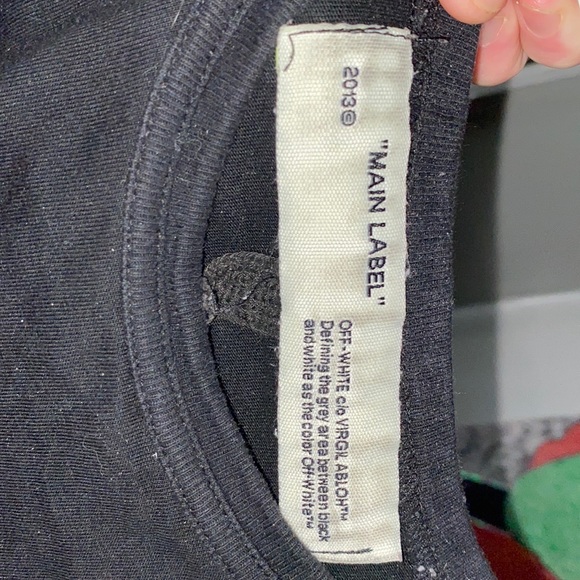 2013©
"MAIN LABEL"
OFF-WHITE c/o VIRGIL ABLOH™
Defining the grey area between black
and white as the color Off-White™